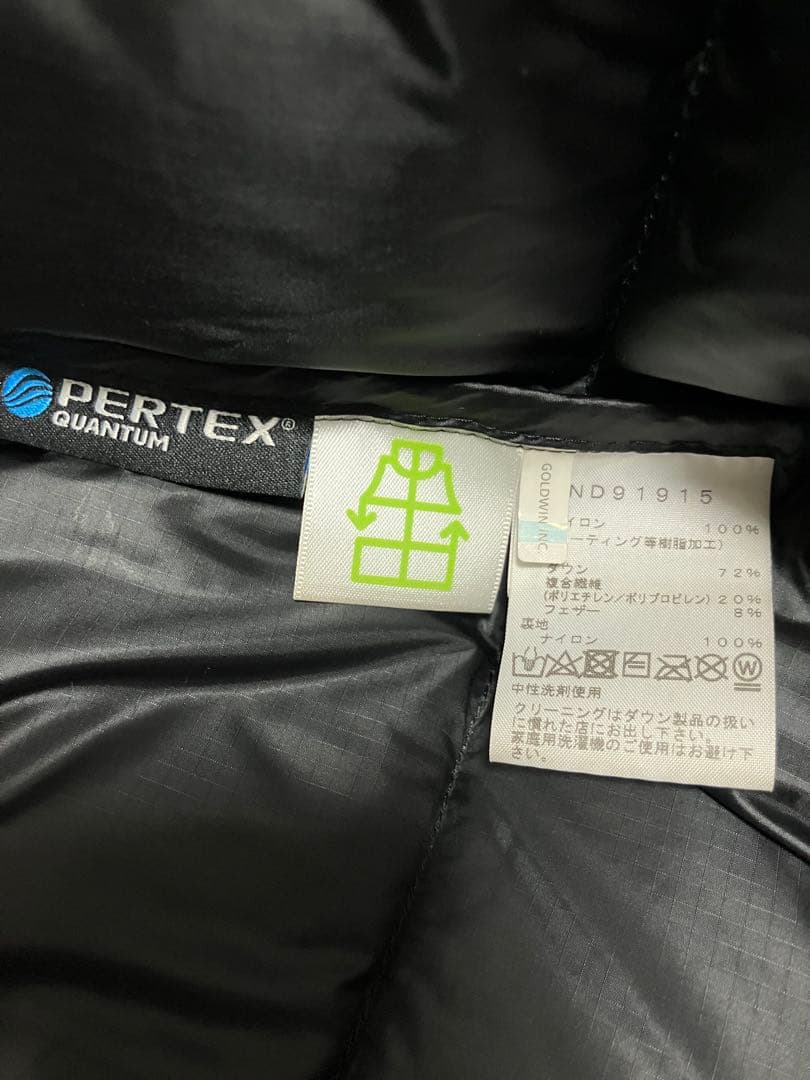 PERTEX®
QUANTUM
GOLDWIN INC.
ND91915
イロン 100%
ーティング等樹脂加工)
ダウン 72%
複合繊維
(ポリエチレン/ポリプロピレン) 20%
フェザー 8%
裏地
ナイロン 100%
W
中性洗剤使用
クリーニングはダウン製品の扱い
に慣れた店にお出し下さい。
家庭用洗濯機のご使用はお避け下
さい。